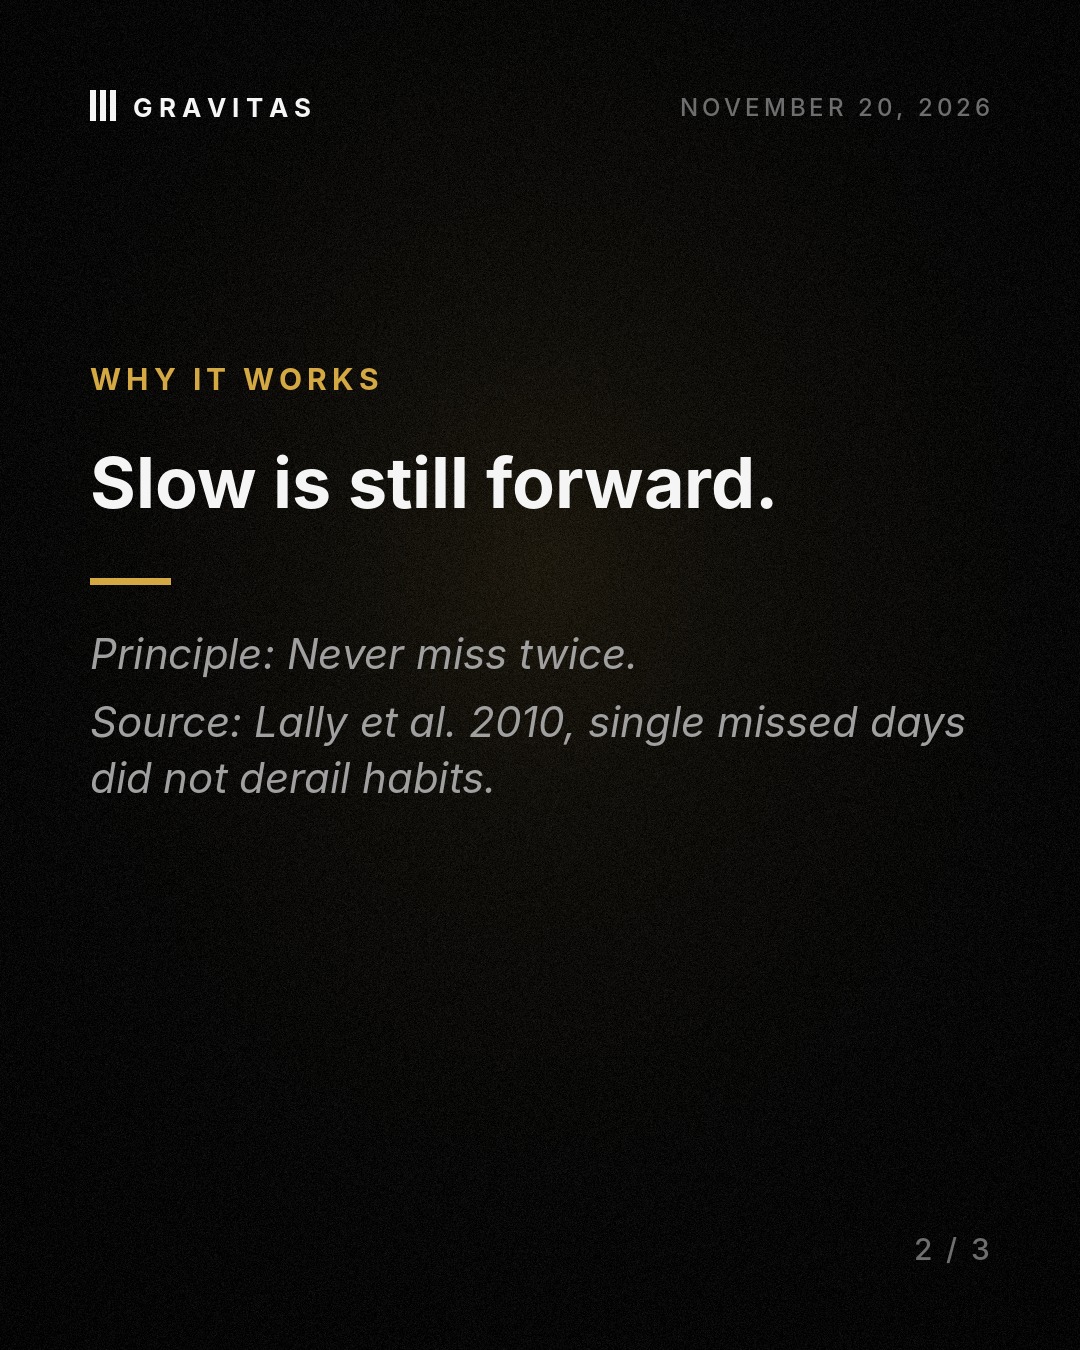 GRAVITAS
NOVEMBER 20, 2026
WHY IT WORKS
Slow is still forward.
Principle: Never miss twice.
Source: Lally et al. 2010, single missed days
did not derail habits.
2 / 3